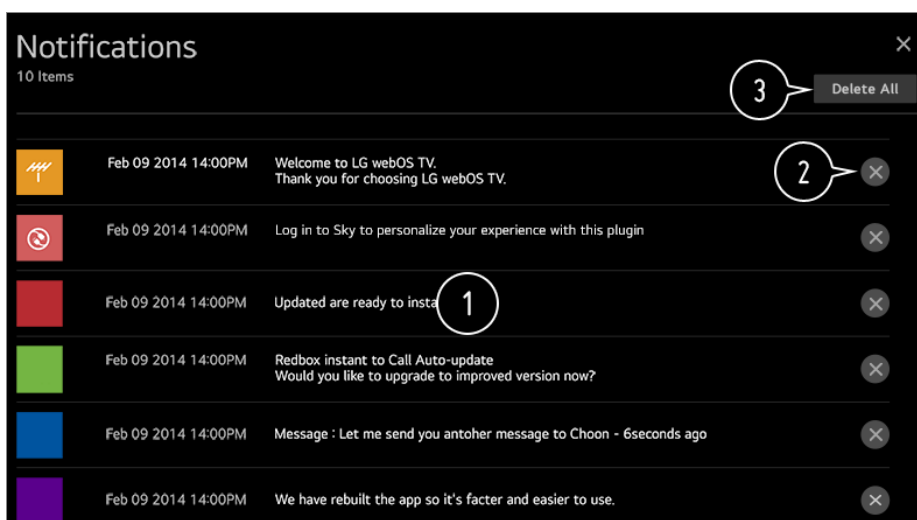 Notifications
10 Items
3
Delete All
Feb 09 2014 14:00PM
Welcome to LG webOS TV.
Thank you for choosing LG webOS TV.
2
Feb 09 2014 14:00PM
Log in to Sky to personalize your experience with this plugin
Feb 09 2014 14:00PM
Updated are ready to insta
1
Feb 09 2014 14:00PM
Redbox instant to Call Auto-update
Would you like to upgrade to improved version now?
Feb 09 2014 14:00PM
Message : Let me send you antoher message to Choon - 6seconds ago
Feb 09 2014 14:00PM
We have rebuilt the app so it's facter and easier to use.